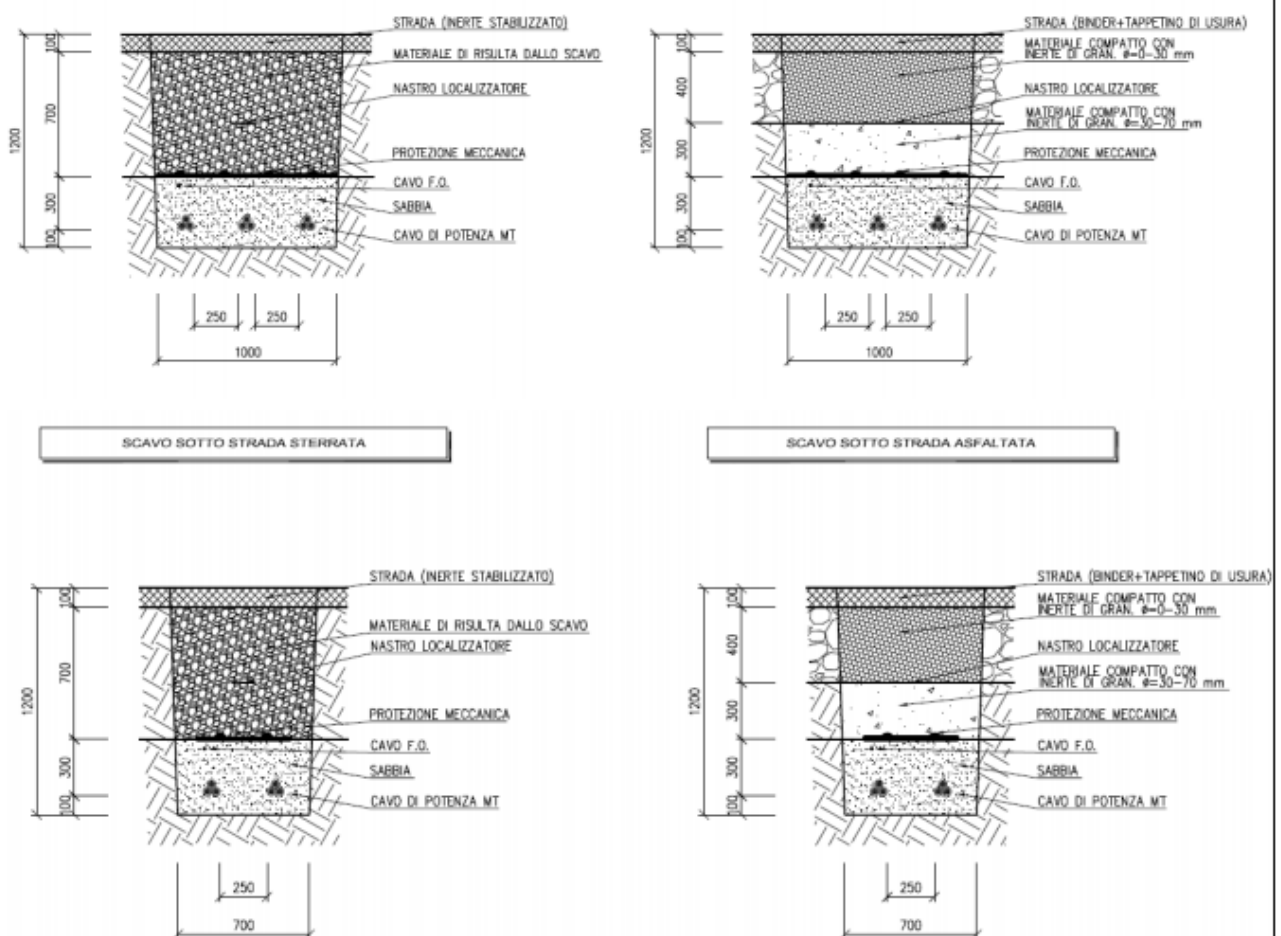 STRADA (INERTE STABILIZZATO)
MATERIALE DI RISULTA DALLO SCAVO
NASTRO LOCALIZZATORE
PROTEZIONE MECCANICA
CAVO F.O.
SABBIA
CAVO DI POTENZA MT
100
700
1200
300
100
250
250
1000
STRADA (BINDER+TAPPETINO DI USURA)
MATERIALE COMPATTO CON
INERTE DI GRAN. ø=0-30 mm
NASTRO LOCALIZZATORE
MATERIALE COMPATTO CON
INERTE DI GRAN. ø=30-70 mm
PROTEZIONE MECCANICA
CAVO F.O.
SABBIA
CAVO DI POTENZA MT
100
400
1200
300
300
100
250
250
1000
SCAVO SOTTO STRADA STERRATA
SCAVO SOTTO STRADA ASFALTATA
STRADA (INERTE STABILIZZATO)
MATERIALE DI RISULTA DALLO SCAVO
NASTRO LOCALIZZATORE
PROTEZIONE MECCANICA
CAVO F.O.
SABBIA
CAVO DI POTENZA MT
100
700
1200
300
100
250
700
STRADA (BINDER+TAPPETINO DI USURA)
MATERIALE COMPATTO CON
INERTE DI GRAN. ø=0-30 mm
NASTRO LOCALIZZATORE
MATERIALE COMPATTO CON
INERTE DI GRAN. ø=30-70 mm
PROTEZIONE MECCANICA
CAVO F.O.
SABBIA
CAVO DI POTENZA MT
100
400
1200
300
300
100
250
700